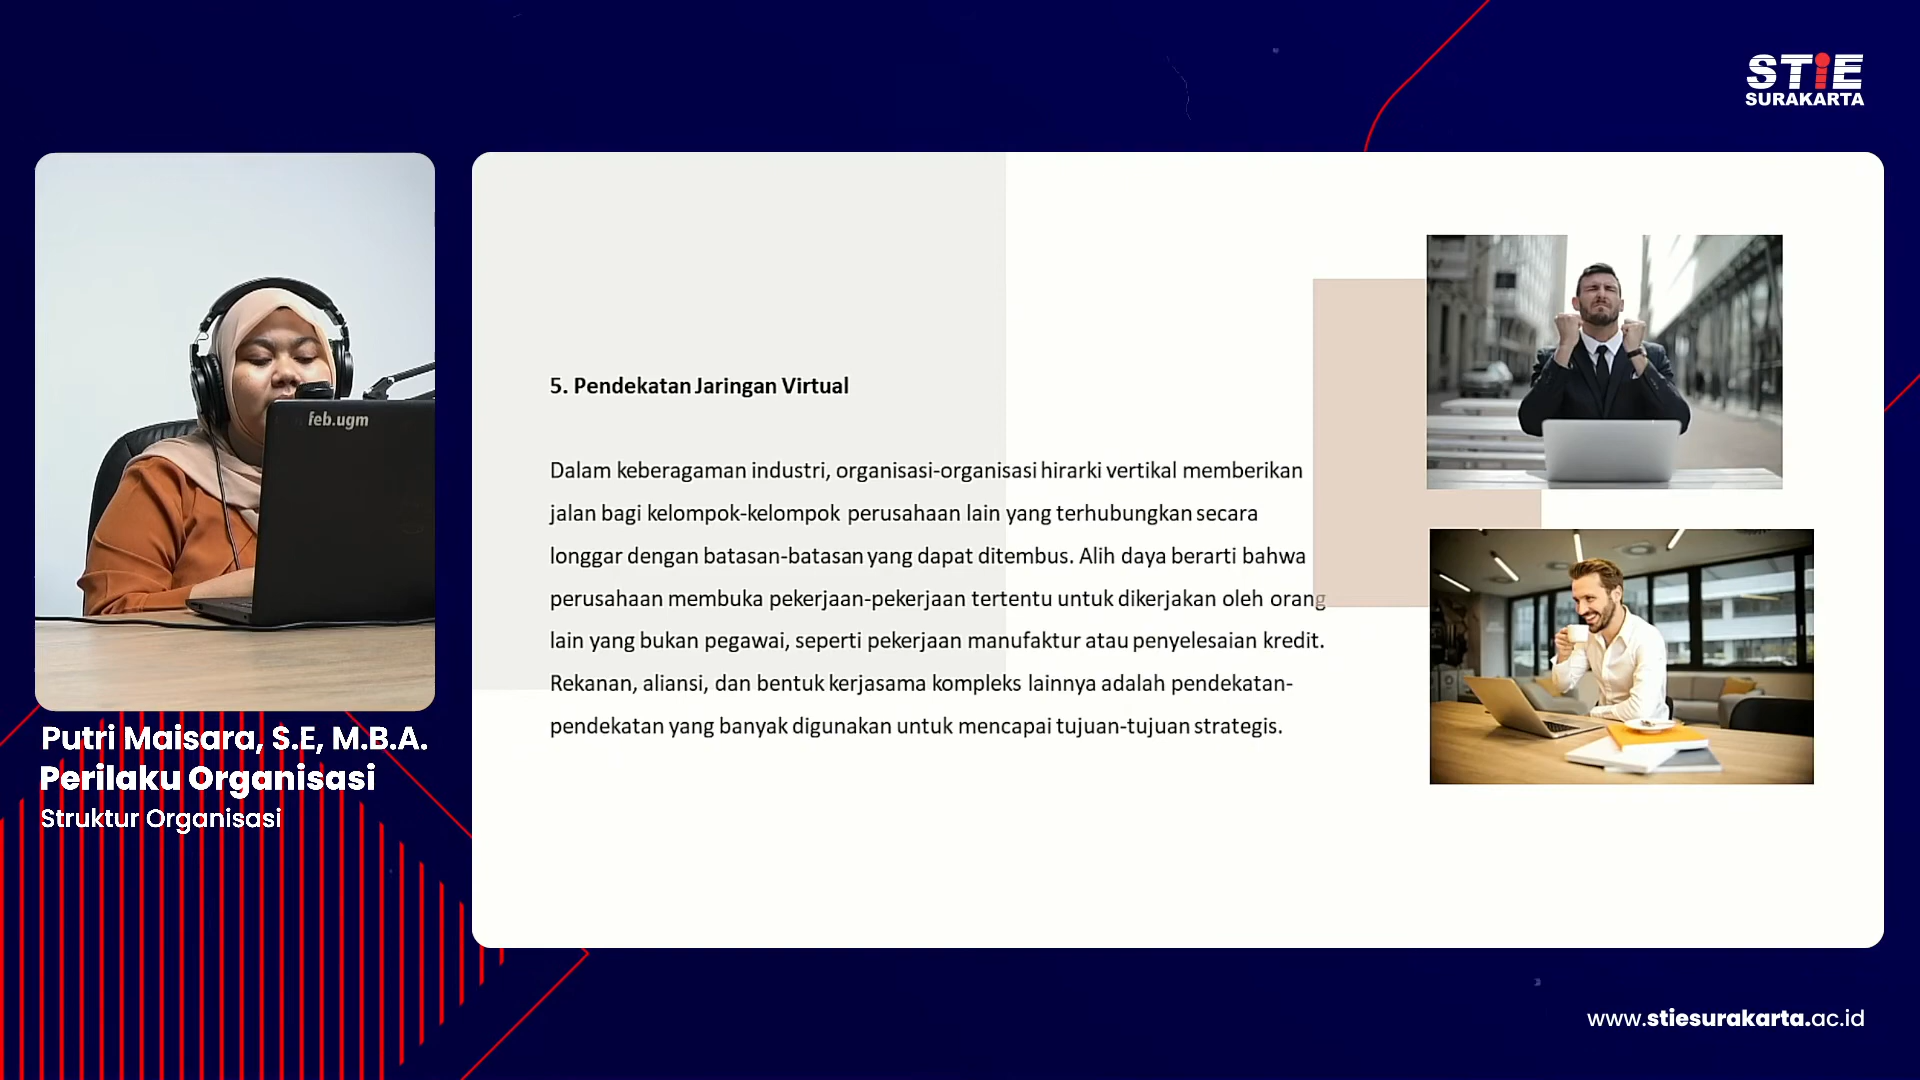 STiE
SURAKARTA
feb.ugm
5. Pendekatan Jaringan Virtual
Dalam keberagaman industri, organisasi-organisasi hirarki vertikal memberikan
jalan bagi kelompok-kelompok perusahaan lain yang terhubungkan secara
longgar dengan batasan-batasan yang dapat ditembus. Alih daya berarti bahwa
perusahaan membuka pekerjaan-pekerjaan tertentu untuk dikerjakan oleh orang
lain yang bukan pegawai, seperti pekerjaan manufaktur atau penyelesaian kredit.
Rekanan, aliansi, dan bentuk kerjasama kompleks lainnya adalah pendekatan-
pendekatan yang banyak digunakan untuk mencapai tujuan-tujuan strategis.
Putri Maisara, S.E, M.B.A.
Perilaku Organisasi
Struktur Organisasi
www.stiesurakarta.ac.id